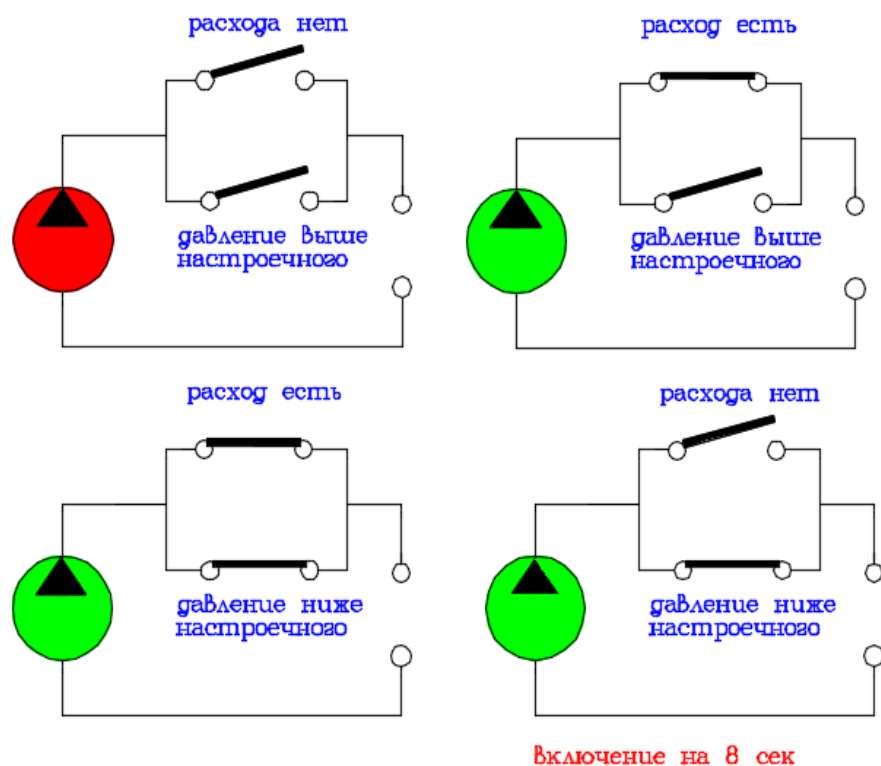 расхода нет
расход есть
давление выше
настроечного
давление выше
настроечного
расход есть
расхода нет
давление ниже
настроечного
давление ниже
настроечного
Включение на 8 сек